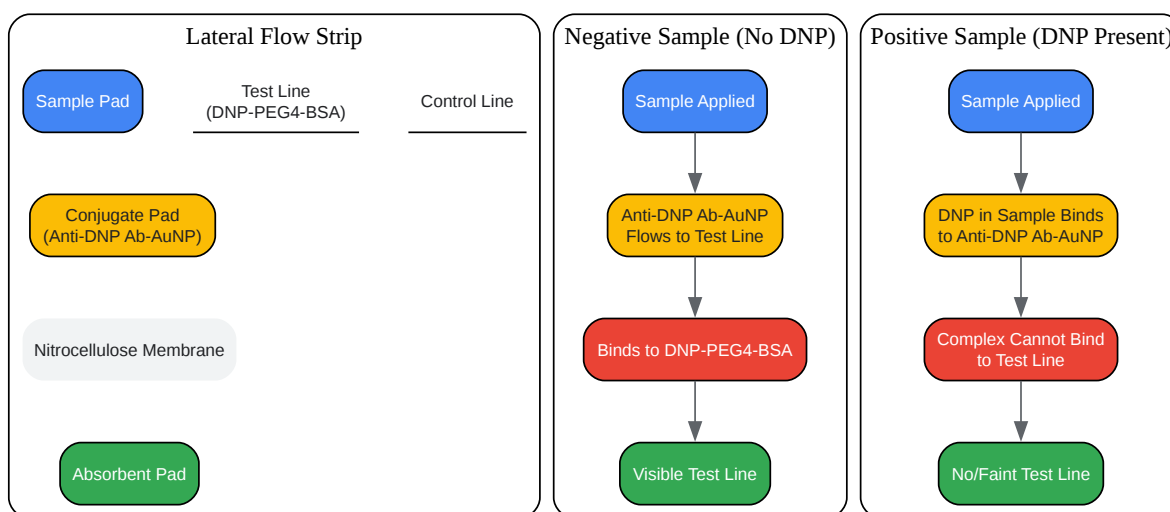 Lateral Flow Strip
Sample Pad
Test Line
(DNP-PEG4-BSA)
Control Line
Conjugate Pad
(Anti-DNP Ab-AuNP)
Nitrocellulose Membrane
Absorbent Pad
Negative Sample (No DNP)
Sample Applied
Anti-DNP Ab-AuNP
Flows to Test Line
Binds to DNP-PEG4-BSA
Visible Test Line
Positive Sample (DNP Present)
Sample Applied
DNP in Sample Binds
to Anti-DNP Ab-AuNP
Complex Cannot Bind
to Test Line
No/Faint Test Line